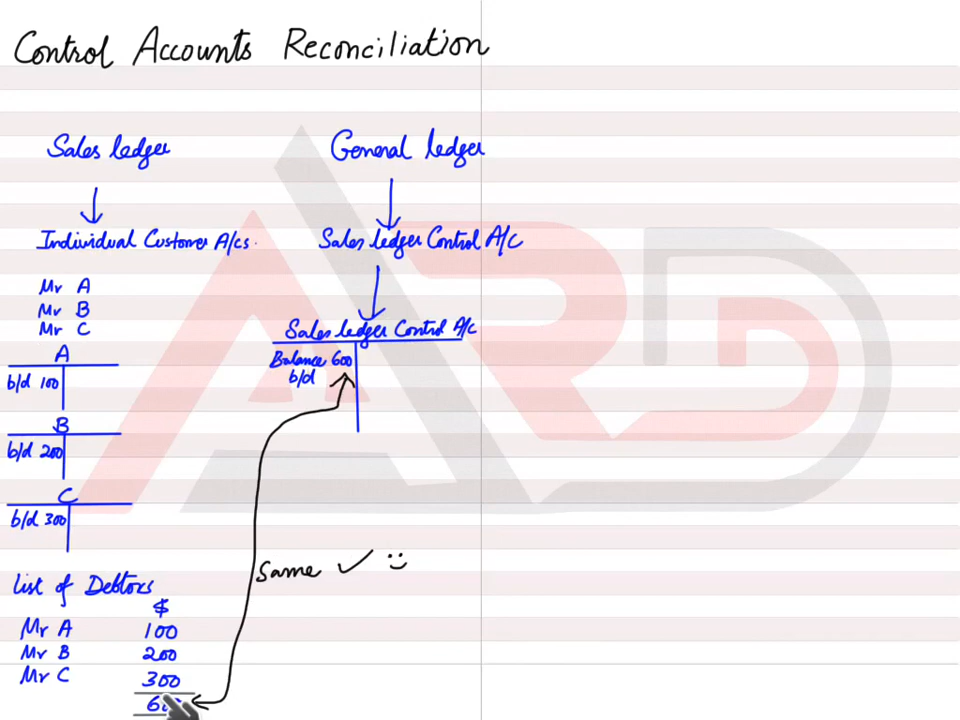 Control Accounts Reconciliation
Sales ledger
General ledger
Individual Customer A/cs.
Sales ledger Control A/C
Mr A
Mr B
Mr C
Sales ledger Control A/C
Balance 600
b/d
A
b/d 100
B
b/d 200
C
b/d 300
Same ✓
List of Debtors
$
Mr A 100
Mr B 200
Mr C 300
ARD